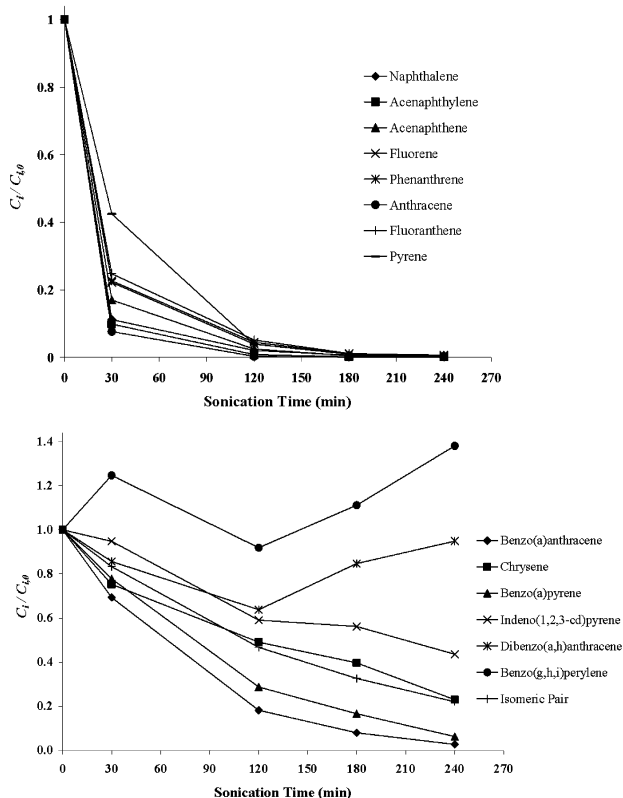 1
0.8
0.6
0.4
0.2
0
Ci / Ci,0
0 30 60 90 120 150 180 210 240 270
Sonication Time (min)
Naphthalene
Acenaphthylene
Acenaphthene
Fluorene
Phenanthrene
Anthracene
Fluoranthene
Pyrene
1.4
1.2
1.0
0.8
0.6
0.4
0.2
0.0
Ci / Ci,0
0 30 60 90 120 150 180 210 240 270
Sonication Time (min)
Benzo(a)anthracene
Chrysene
Benzo(a)pyrene
Indeno(1,2,3-cd)pyrene
Dibenzo(a,h)anthracene
Benzo(g,h,i)perylene
Isomeric Pair